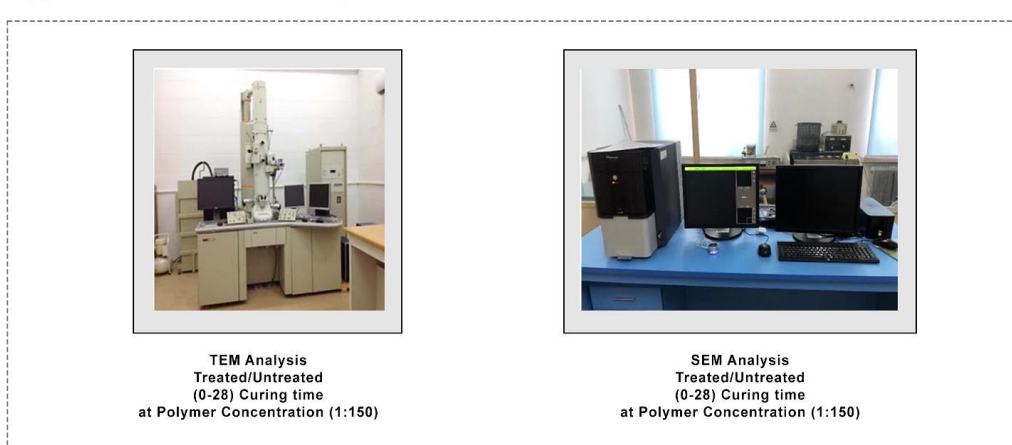 TEM Analysis
Treated/Untreated
(0-28) Curing time
at Polymer Concentration (1:150)
SEM Analysis
Treated/Untreated
(0-28) Curing time
at Polymer Concentration (1:150)